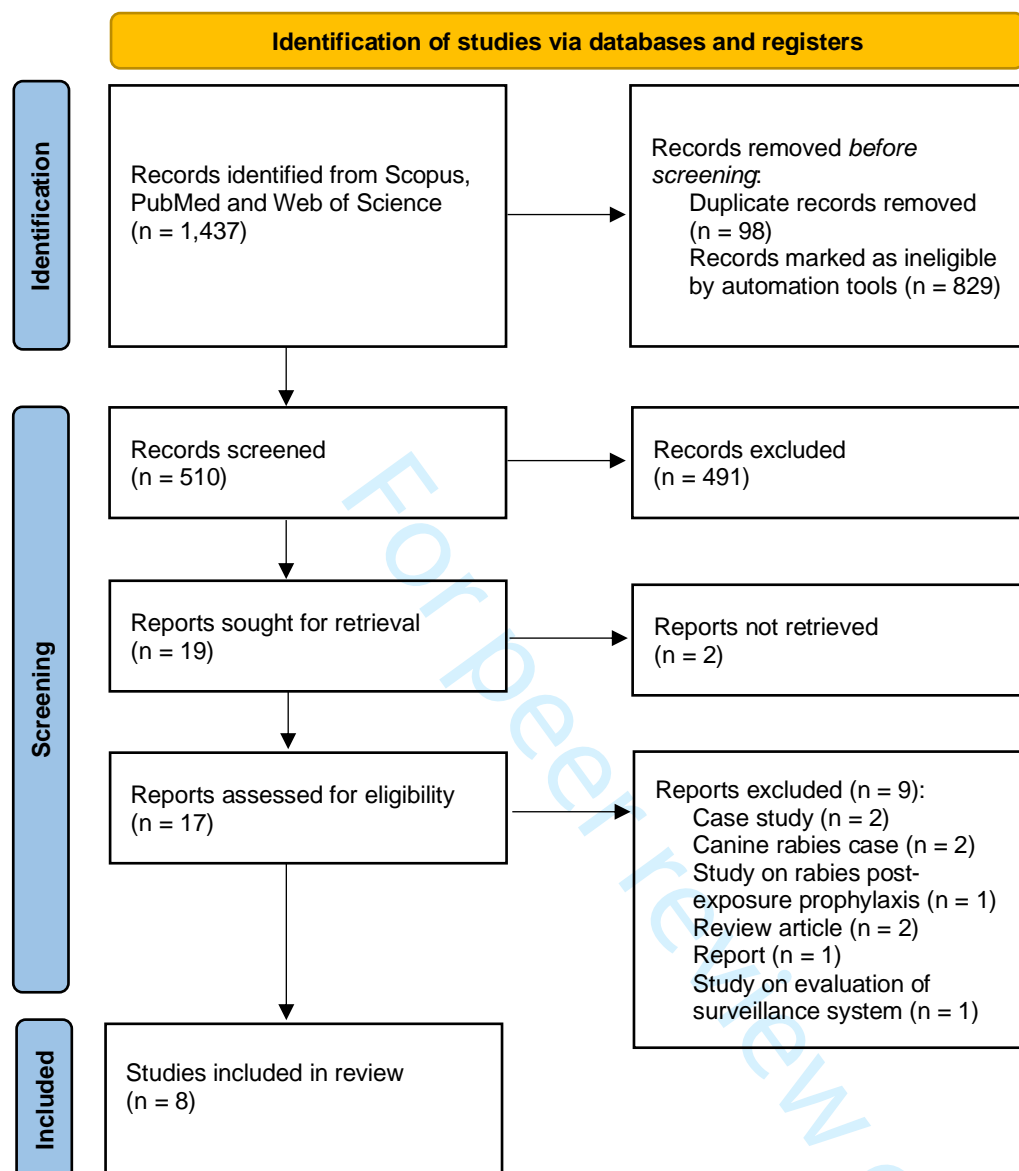 Identification of studies via databases and registers
Identification
Records identified from Scopus,
PubMed and Web of Science
(n = 1,437)
Records removed before
screening:
Duplicate records removed
(n = 98)
Records marked as ineligible
by automation tools (n = 829)
Screening
Records screened
(n = 510)
Records excluded
(n = 491)
Reports sought for retrieval
(n = 19)
Reports not retrieved
(n = 2)
Reports assessed for eligibility
(n = 17)
Reports excluded (n = 9):
Case study (n = 2)
Canine rabies case (n = 2)
Study on rabies post-
exposure prophylaxis (n = 1)
Review article (n = 2)
Report (n = 1)
Study on evaluation of
surveillance system (n = 1)
Included
Studies included in review
(n = 8)
For peer review